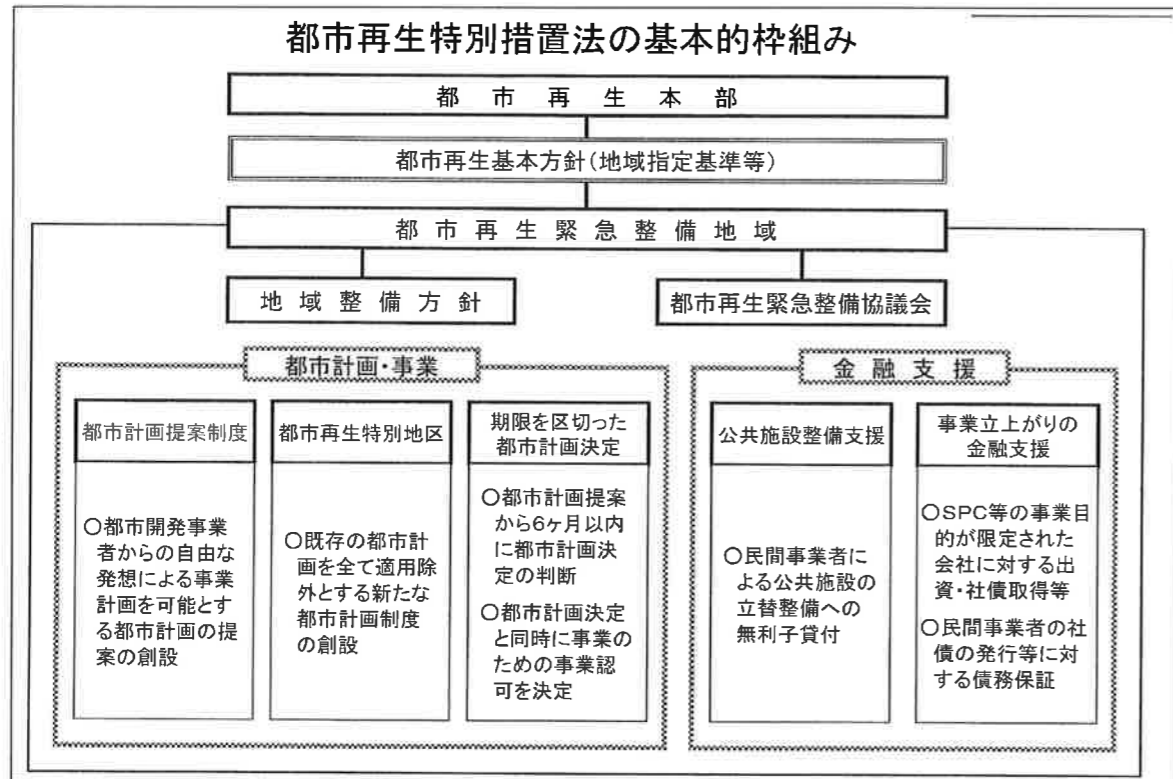 都市再生特別措置法の基本的枠組み
都市再生本部
都市再生基本方針(地域指定基準等)
都市再生緊急整備地域
地域整備方針
都市再生緊急整備協議会
都市計画・事業
都市計画提案制度
○都市開発事業
者からの自由な
発想による事業
計画を可能とす
る都市計画の提
案の創設
都市再生特別地区
○既存の都市計
画を全て適用除
外とする新たな
都市計画制度
の創設
期限を区切った
都市計画決定
○都市計画提案
から6ヶ月以内
に都市計画決
定の判断
○都市計画決定
と同時に事業の
ための事業認
可を決定
金融支援
公共施設整備支援
○民間事業者に
よる公共施設の
立替整備への
無利子貸付
事業立上がりの
金融支援
○SPC等の事業目
的が限定された
会社に対する出
資・社債取得等
○民間事業者の社
債の発行等に対
する債務保証